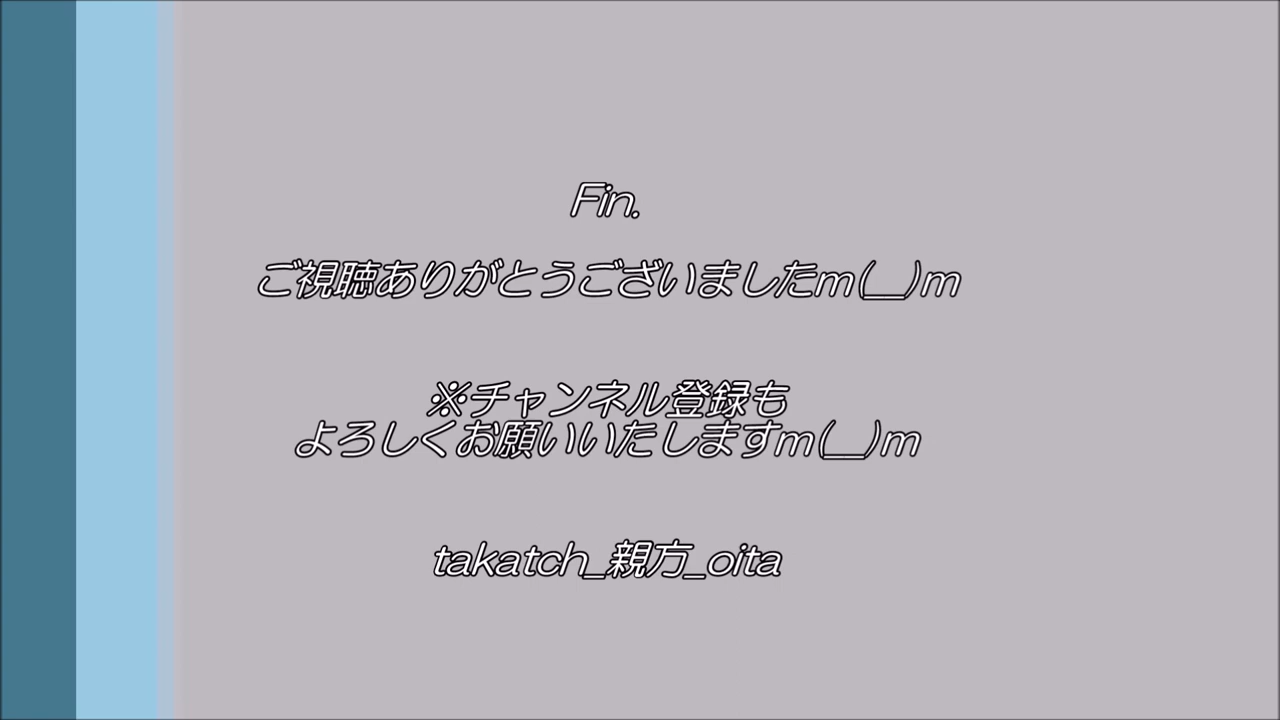 Fin.
ご視聴ありがとうございましたm(__)m
※チャンネル登録も
よろしくお願いいたしますm(__)m
takatch_親方_oita